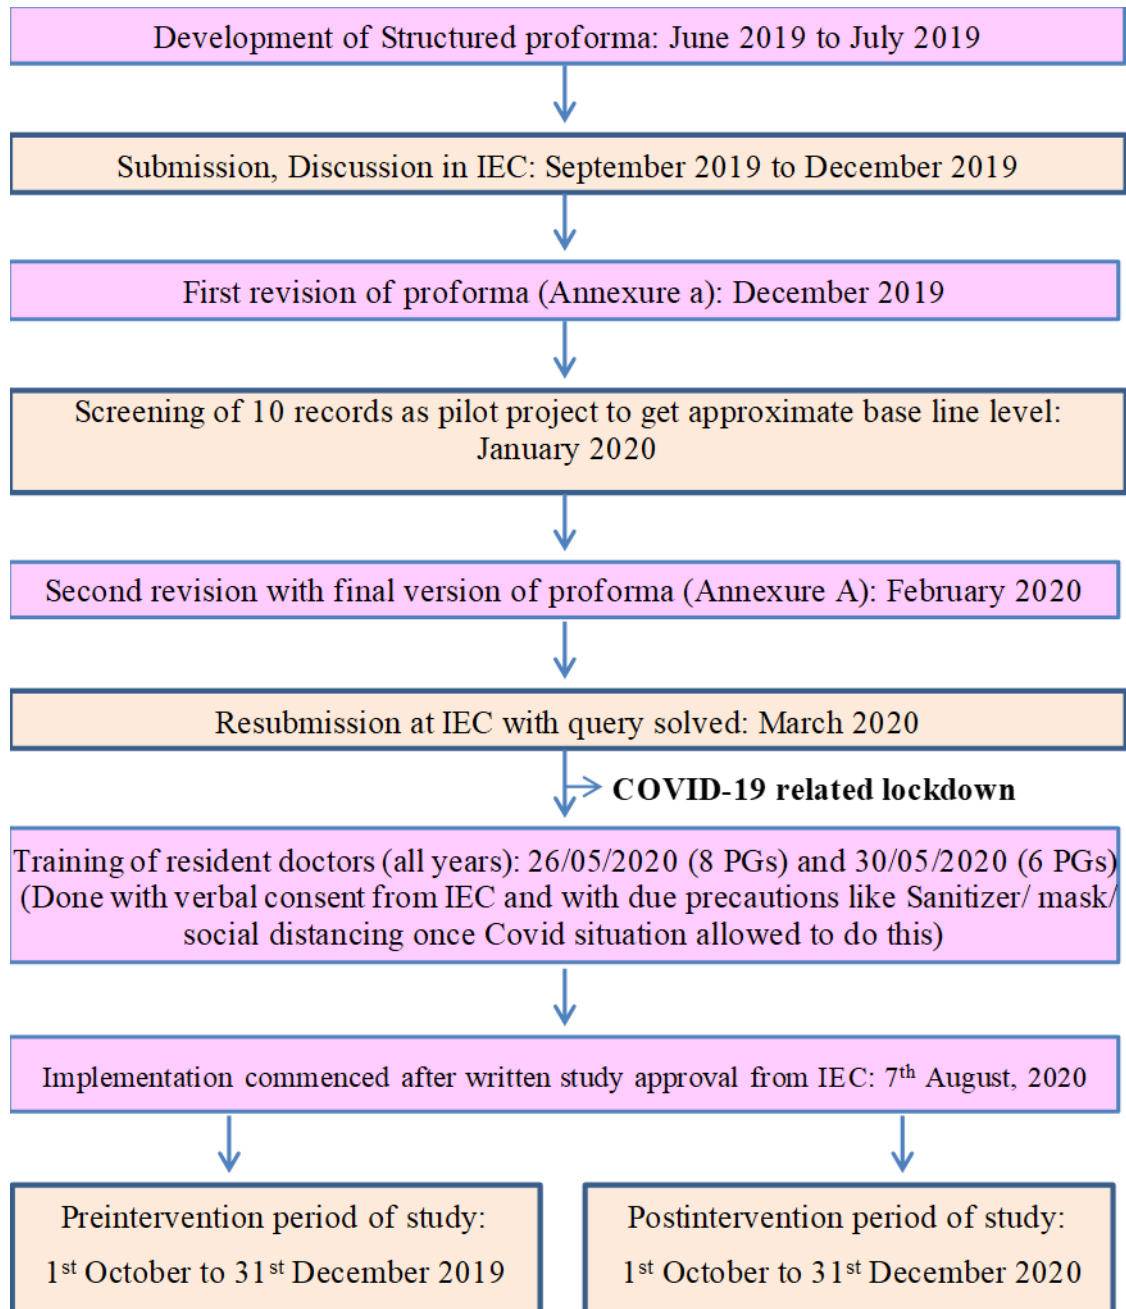 Development of Structured proforma: June 2019 to July 2019
Submission, Discussion in IEC: September 2019 to December 2019
First revision of proforma (Annexure a): December 2019
Screening of 10 records as pilot project to get approximate base line level:
January 2020
Second revision with final version of proforma (Annexure A): February 2020
Resubmission at IEC with query solved: March 2020
COVID-19 related lockdown
Training of resident doctors (all years): 26/05/2020 (8 PGs) and 30/05/2020 (6 PGs)
(Done with verbal consent from IEC and with due precautions like Sanitizer/ mask/
social distancing once Covid situation allowed to do this)
Implementation commenced after written study approval from IEC: 7th August, 2020
Preintervention period of study:
1st October to 31st December 2019
Postintervention period of study:
1st October to 31st December 2020